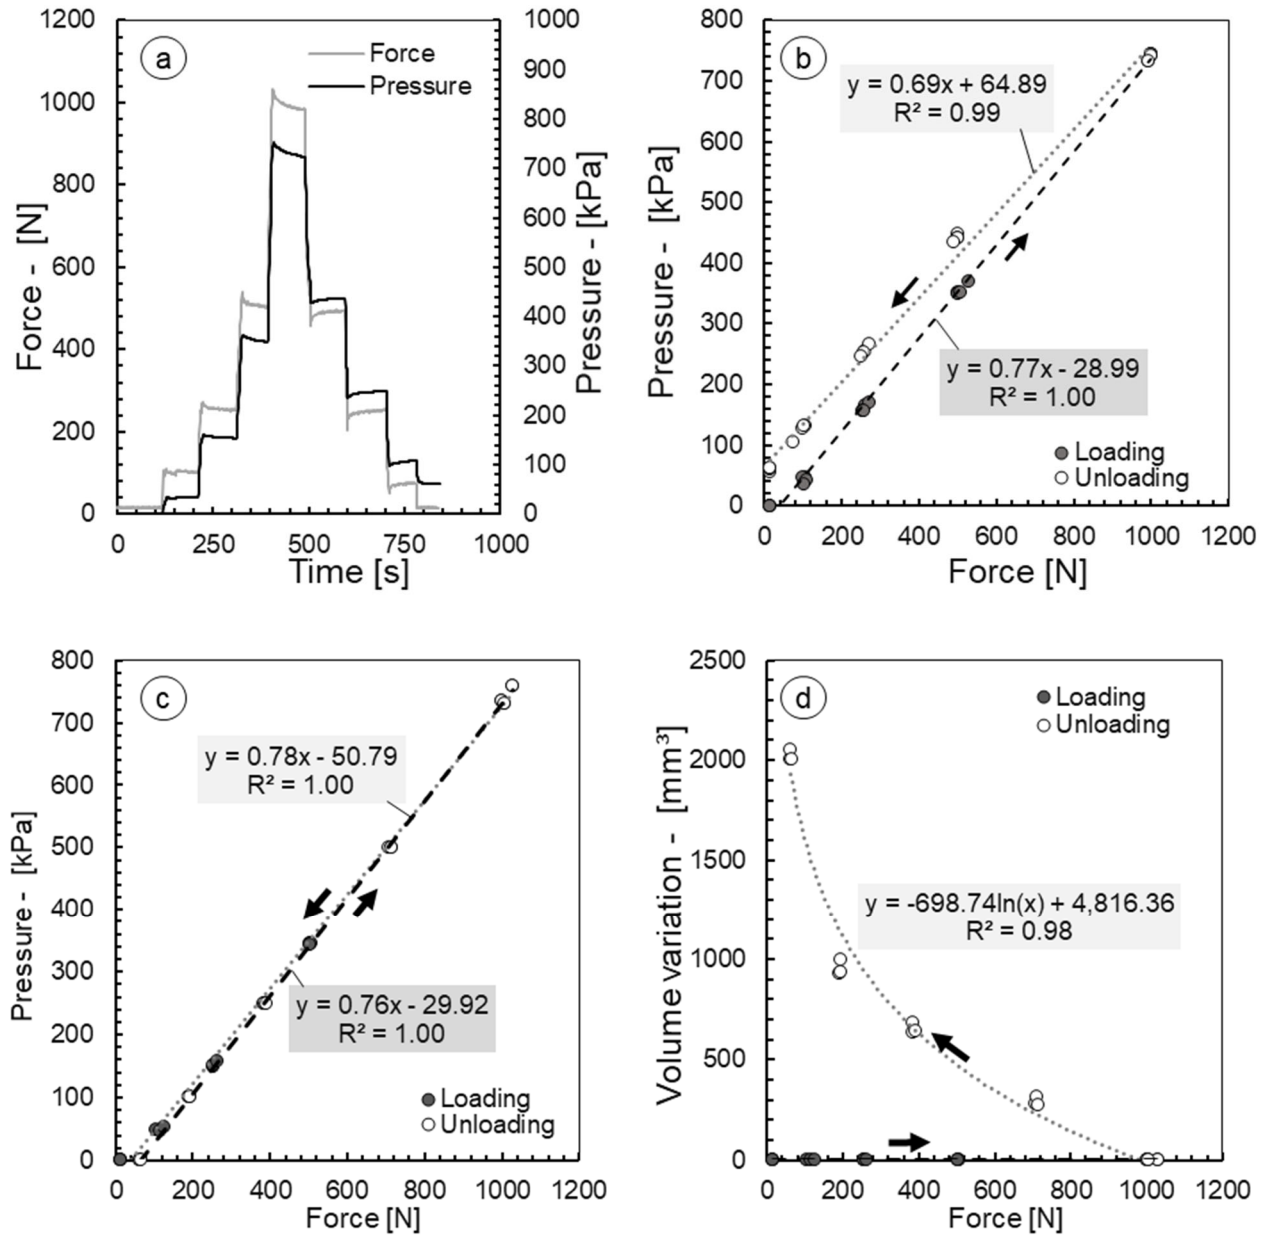 a
Force
Pressure
1200
1000
800
600
400
200
0
Force - [N]
1000
900
800
700
600
500
400
300
200
100
0
Pressure - [kPa]
0 250 500 750 1000
Time [s]
b
y = 0.69x + 64.89
R² = 0.99
y = 0.77x - 28.99
R² = 1.00
Loading
Unloading
800
700
600
500
400
300
200
100
0
Pressure - [kPa]
0 200 400 600 800 1000 1200
Force [N]
c
y = 0.78x - 50.79
R² = 1.00
y = 0.76x - 29.92
R² = 1.00
Loading
Unloading
800
700
600
500
400
300
200
100
0
Pressure - [kPa]
0 200 400 600 800 1000 1200
Force [N]
d
Loading
Unloading
y = -698.74ln(x) + 4,816.36
R² = 0.98
2500
2000
1500
1000
500
0
Volume variation - [mm³]
0 200 400 600 800 1000 1200
Force [N]